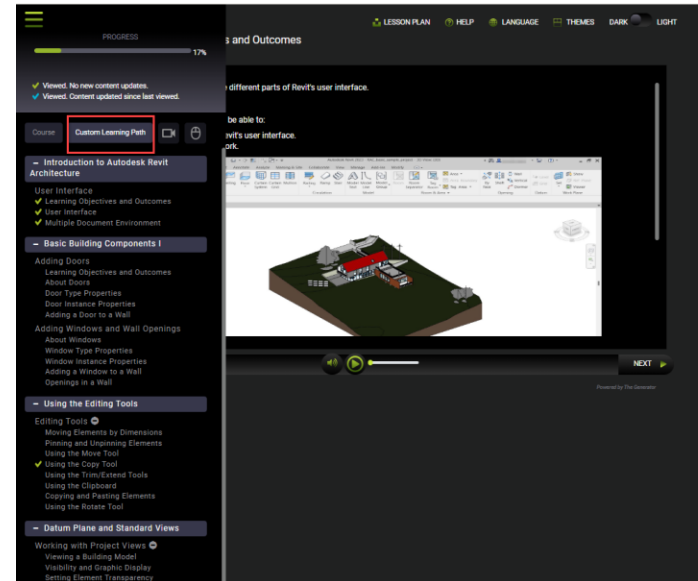 LESSON PLAN HELP LANGUAGE THEMES DARK LIGHT
PROGRESS
17%
s and Outcomes
Viewed. No new content updates.
Viewed. Content updated since last viewed.
different parts of Revit's user interface.
be able to:
evit's user interface.
ork.
Course Custom Learning Path
– Introduction to Autodesk Revit
Architecture
User Interface
Learning Objectives and Outcomes
User Interface
Multiple Document Environment
– Basic Building Components I
Adding Doors
Learning Objectives and Outcomes
About Doors
Door Type Properties
Door Instance Properties
Adding a Door to a Wall
Adding Windows and Wall Openings
About Windows
Window Type Properties
Window Instance Properties
Adding a Window to a Wall
Openings in a Wall
NEXT
Powered by The Generator
– Using the Editing Tools
Editing Tools
Moving Elements by Dimensions
Pinning and Unpinning Elements
Using the Move Tool
Using the Copy Tool
Using the Trim/Extend Tools
Using the Clipboard
Copying and Pasting Elements
Using the Rotate Tool
– Datum Plane and Standard Views
Working with Project Views
Viewing a Building Model
Visibility and Graphic Display
Setting Element Transparency